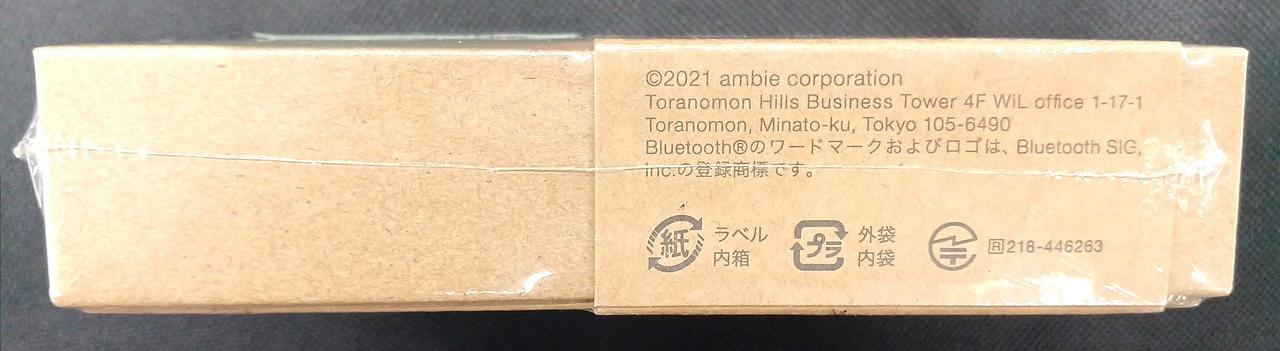 ©2021 ambie corporation
Toranomon Hills Business Tower 4F WiL office 1-17-1
Toranomon, Minato-ku, Tokyo 105-6490
Bluetooth®のワードマークおよびロゴは、Bluetooth SIG,
Inc.の登録商標です。
紙 ラベル 内箱
プラ 外袋 内袋
R 218-446263